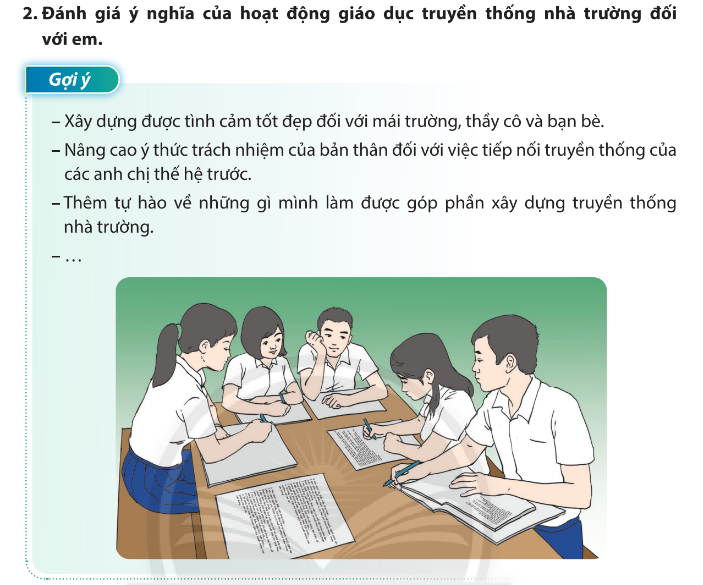 2. Đánh giá ý nghĩa của hoạt động giáo dục truyền thống nhà trường đối
với em.
Gợi ý
– Xây dựng được tình cảm tốt đẹp đối với mái trường, thầy cô và bạn bè.
– Nâng cao ý thức trách nhiệm của bản thân đối với việc tiếp nối truyền thống của
các anh chị thế hệ trước.
– Thêm tự hào về những gì mình làm được góp phần xây dựng truyền thống
nhà trường.
– ...